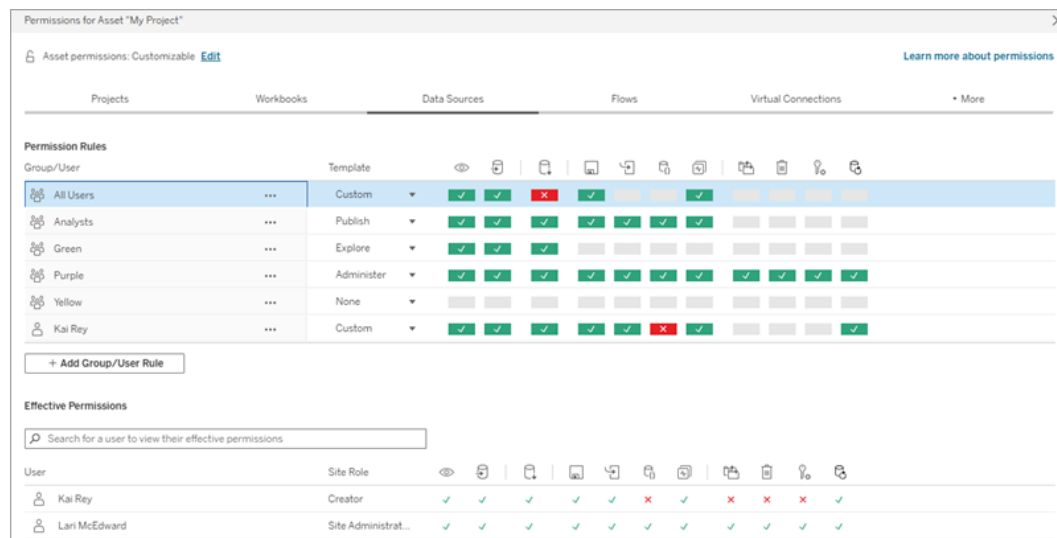 Permissions for Asset "My Project"
Asset permissions: Customizable Edit
Learn more about permissions
Projects Workbooks Data Sources Flows Virtual Connections More
Permission Rules
Group/User Template
All Users ... Custom
Analysts ... Publish
Green ... Explore
Purple ... Administer
Yellow ... None
Kai Rey ... Custom
+ Add Group/User Rule
Effective Permissions
Search for a user to view their effective permissions
User Site Role
Kai Rey Creator
Lari McEdward Site Administrat...